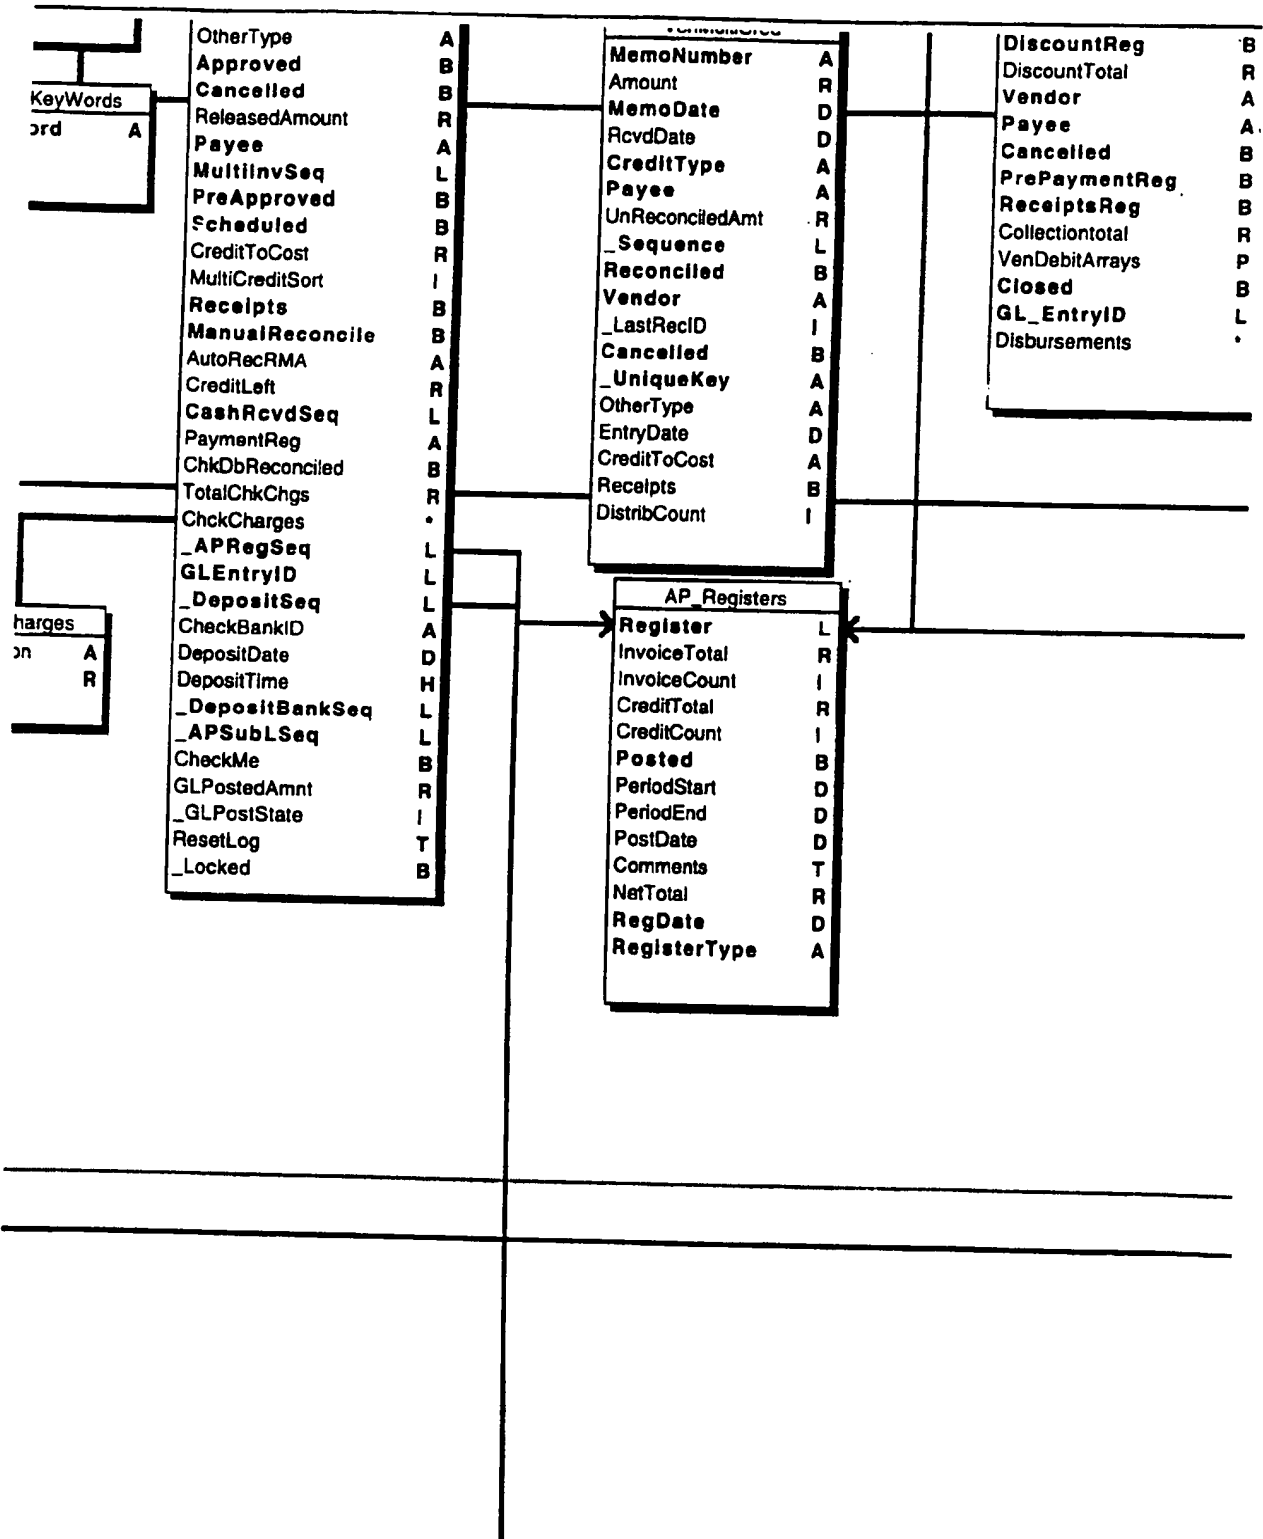 KeyWords
ord A
harges
on A
R
OtherType A
Approved B
Cancelled B
ReleasedAmount R
Payee A
MultiInvSeq L
PreApproved B
Scheduled B
CreditToCost R
MultiCreditSort I
Receipts B
ManualReconcile B
AutoRecRMA A
CreditLeft R
CashRcvdSeq L
PaymentReg A
ChkDbReconciled B
TotalChkChgs R
ChckCharges *
_APRegSeq L
GLEntryID L
_DepositSeq L
CheckBankID A
DepositDate D
DepositTime H
_DepositBankSeq L
_APSubLSeq L
CheckMe B
GLPostedAmnt R
_GLPostState I
ResetLog T
_Locked B
MemoNumber A
Amount R
MemoDate D
RcvdDate D
CreditType A
Payee A
UnReconciledAmt R
_Sequence L
Reconciled B
Vendor A
_LastRecID I
Cancelled B
_UniqueKey A
OtherType A
EntryDate D
CreditToCost A
Receipts B
DistribCount I
AP_Registers
Register L
InvoiceTotal R
InvoiceCount I
CreditTotal R
CreditCount I
Posted B
PeriodStart D
PeriodEnd D
PostDate D
Comments T
NetTotal R
RegDate D
RegisterType A
DiscountReg B
DiscountTotal R
Vendor A
Payee A
Cancelled B
PrePaymentReg B
ReceiptsReg B
Collectiontotal R
VenDebitArrays P
Closed B
GL_EntryID L
Disbursements *